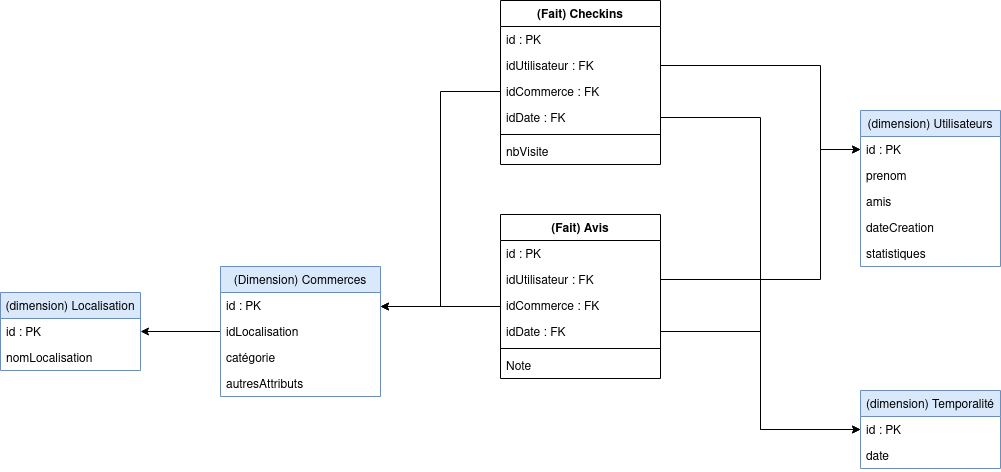 (Fait) Checkins
id : PK
idUtilisateur : FK
idCommerce : FK
idDate : FK
nbVisite
(dimension) Utilisateurs
id : PK
prenom
amis
dateCreation
statistiques
(Fait) Avis
id : PK
idUtilisateur : FK
idCommerce : FK
idDate : FK
Note
(Dimension) Commerces
id : PK
idLocalisation
catégorie
autresAttributs
(dimension) Localisation
id : PK
nomLocalisation
(dimension) Temporalité
id : PK
date